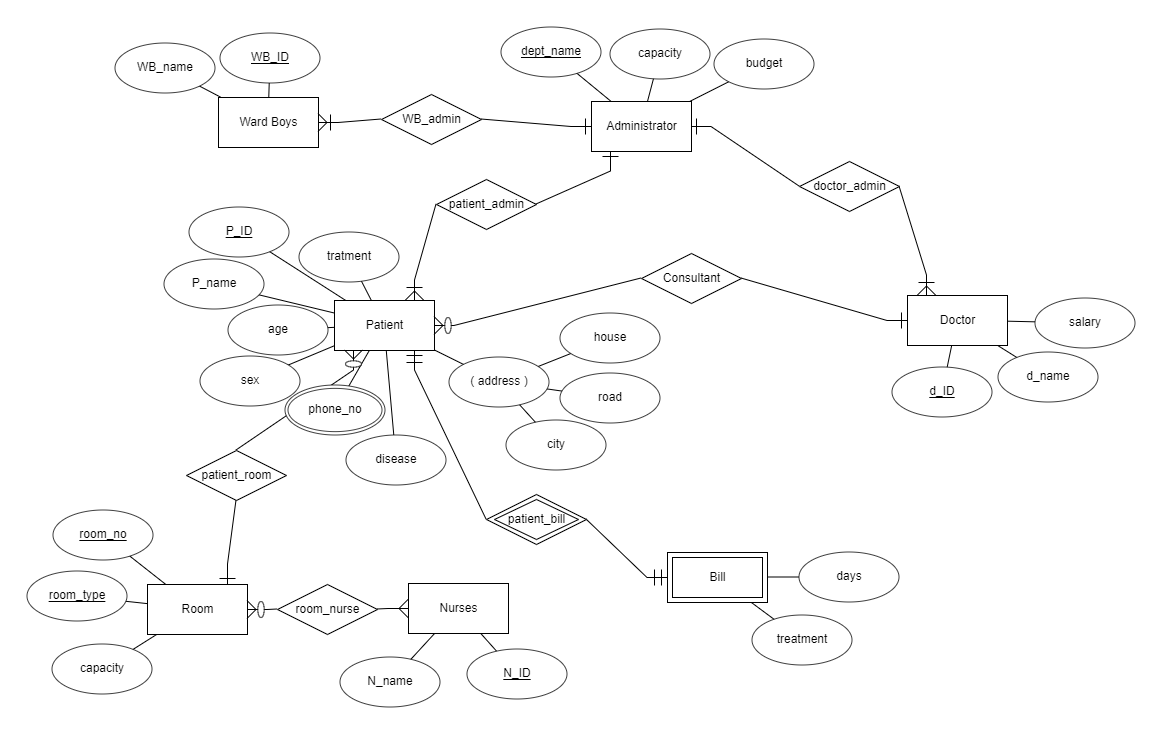 dept_name
capacity
budget
WB_name
WB_ID
Ward Boys
WB_admin
Administrator
doctor_admin
patient_admin
P_ID
tratment
P_name
Consultant
age
Patient
Doctor
salary
house
sex
( address )
d_name
d_ID
road
phone_no
city
disease
patient_room
patient_bill
room_no
room_type
Bill
days
Room
room_nurse
Nurses
treatment
capacity
N_name
N_ID